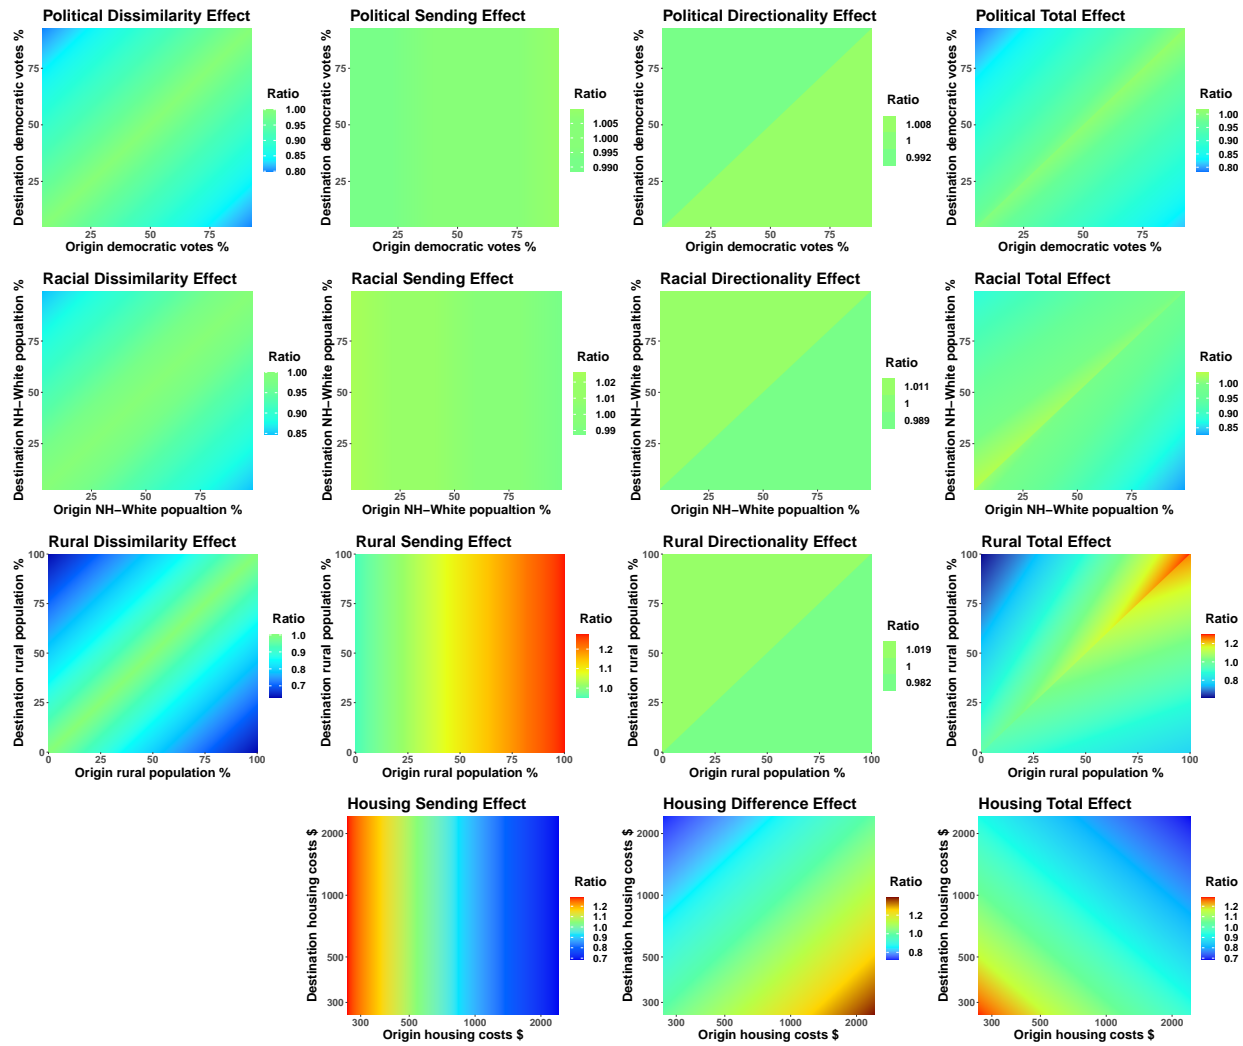 Political Dissimilarity Effect
Destination democratic votes %
75
50
25
25
50
75
Origin democratic votes %
Ratio
1.00
0.95
0.90
0.85
0.80
Political Sending Effect
Destination democratic votes %
75
50
25
25
50
75
Origin democratic votes %
Ratio
1.005
1.000
0.995
0.990
Political Directionality Effect
Destination democratic votes %
75
50
25
25
50
75
Origin democratic votes %
Ratio
1.008
1
0.992
Political Total Effect
Destination democratic votes %
75
50
25
25
50
75
Origin democratic votes %
Ratio
1.00
0.95
0.90
0.85
0.80
Racial Dissimilarity Effect
Destination NH−White popualtion %
75
50
25
25
50
75
Origin NH−White popualtion %
Ratio
1.00
0.95
0.90
0.85
Racial Sending Effect
Destination NH−White popualtion %
75
50
25
25
50
75
Origin NH−White popualtion %
Ratio
1.02
1.01
1.00
0.99
Racial Directionality Effect
Destination NH−White popualtion %
75
50
25
25
50
75
Origin NH−White popualtion %
Ratio
1.011
1
0.989
Racial Total Effect
Destination NH−White popualtion %
75
50
25
25
50
75
Origin NH−White popualtion %
Ratio
1.00
0.95
0.90
0.85
Rural Dissimilarity Effect
Destination rural population %
100
75
50
25
0
0
25
50
75
100
Origin rural population %
Ratio
1.0
0.9
0.8
0.7
Rural Sending Effect
Destination rural population %
100
75
50
25
0
0
25
50
75
100
Origin rural population %
Ratio
1.2
1.1
1.0
Rural Directionality Effect
Destination rural population %
100
75
50
25
0
0
25
50
75
100
Origin rural population %
Ratio
1.019
1
0.982
Rural Total Effect
Destination rural population %
100
75
50
25
0
0
25
50
75
100
Origin rural population %
Ratio
1.2
1.0
0.8
Housing Sending Effect
Destination housing costs $
2000
1000
500
300
300
500
1000
2000
Origin housing costs $
Ratio
1.2
1.1
1.0
0.9
0.8
0.7
Housing Difference Effect
Destination housing costs $
2000
1000
500
300
300
500
1000
2000
Origin housing costs $
Ratio
1.2
1.0
0.8
Housing Total Effect
Destination housing costs $
2000
1000
500
300
300
500
1000
2000
Origin housing costs $
Ratio
1.2
1.1
1.0
0.9
0.8
0.7